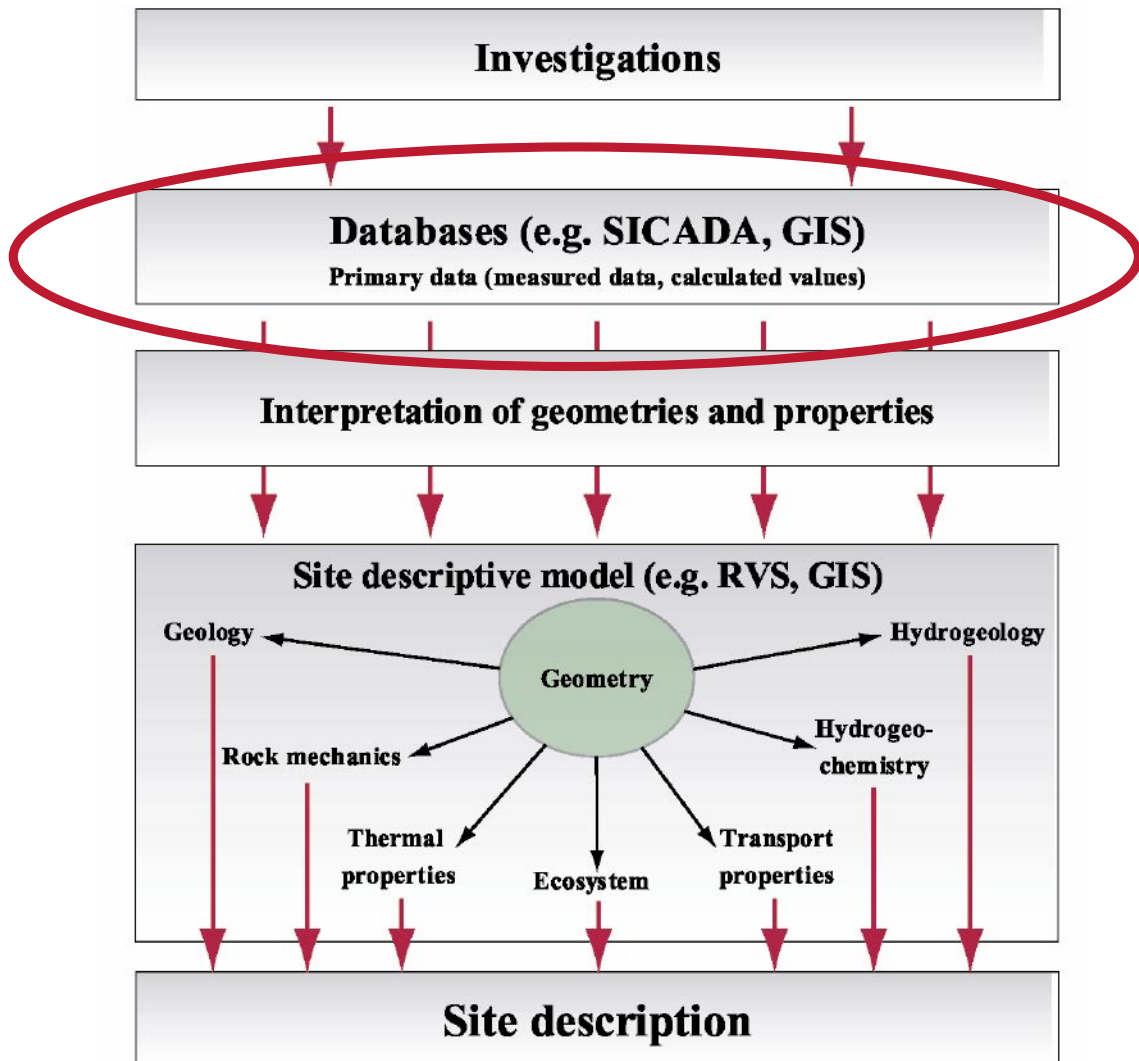 Investigations
Databases (e.g. SICADA, GIS)
Primary data (measured data, calculated values)
Interpretation of geometries and properties
Site descriptive model (e.g. RVS, GIS)
Geology
Hydrogeology
Geometry
Rock mechanics
Hydrogeo-
chemistry
Thermal
properties
Ecosystem
Transport
properties
Site description